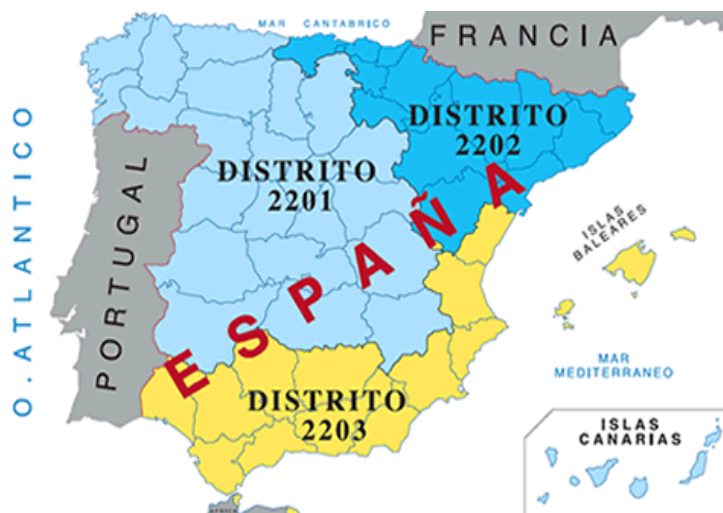 MAR CANTABRICO
FRANCIA
O. ATLANTICO
PORTUGAL
DISTRITO
2201
DISTRITO
2202
ESPAÑA
ISLAS
BALEARES
MAR
MEDITERRANEO
DISTRITO
2203
ISLAS
CANARIAS